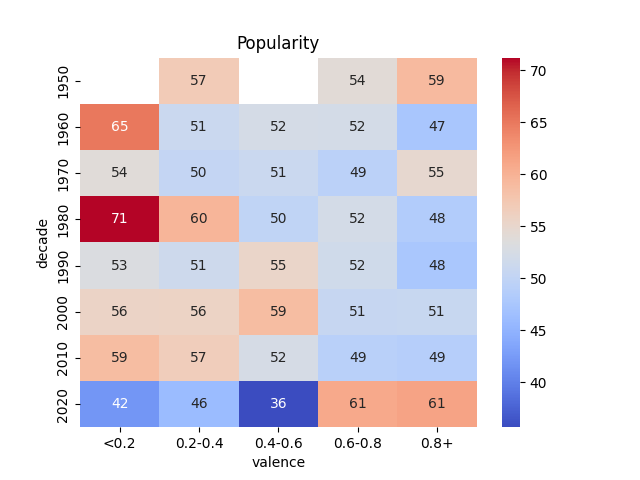 Popularity
decade
1950 57 54 59
1960 65 51 52 52 47
1970 54 50 51 49 55
1980 71 60 50 52 48
1990 53 51 55 52 48
2000 56 56 59 51 51
2010 59 57 52 49 49
2020 42 46 36 61 61
<0.2 0.2-0.4 0.4-0.6 0.6-0.8 0.8+
valence
70
65
60
55
50
45
40